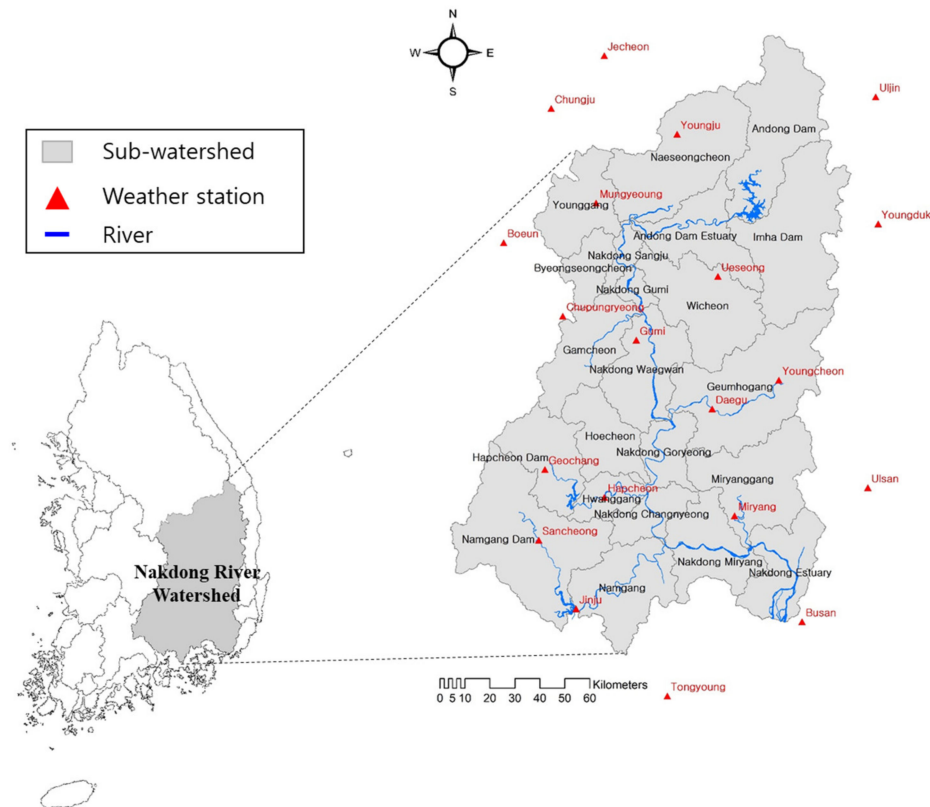 N
W
E
S
Jecheon
Chungju
Uljin
Youngju
Andong Dam
Naeseongcheon
Sub-watershed
Weather station
River
Mungyeoung
Younggang
Youngduk
Boeun
Andong Dam Estuary
Imha Dam
Nakdong Sangju
Byeongseongcheon
Ueseong
Nakdong Gumi
Wicheon
Chupungryeong
Gumi
Gamcheon
Nakdong Waegwan
Youngcheon
Geumhogang
Daegu
Hoecheon
Nakdong Goryeong
Hapcheon Dam
Geochang
Miryanggang
Ulsan
Hapcheon
Hwanggang
Nakdong Changnyeong
Miryang
Namgang Dam
Sancheong
Nakdong Miryang
Nakdong Estuary
Nakdong River
Watershed
Namgang
Jinju
Busan
Kilometers
0 5 10 20 30 40 50 60
Tongyoung